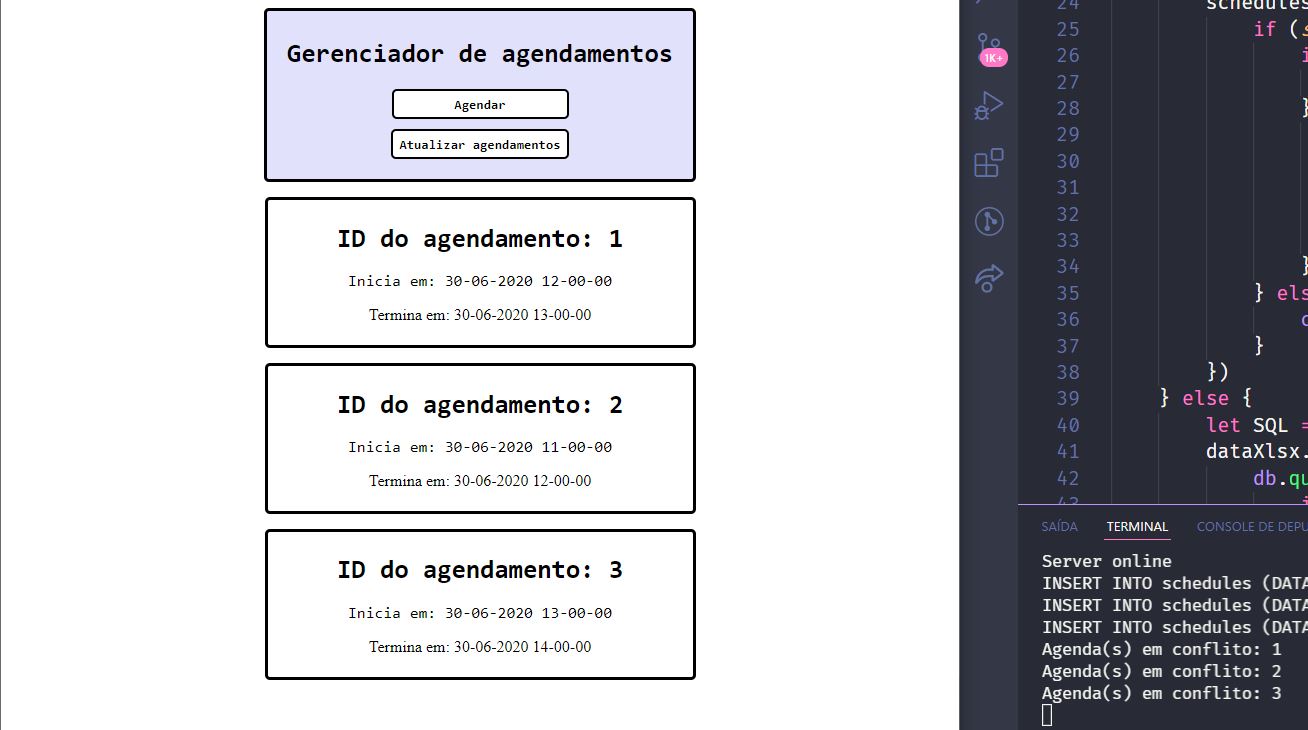 Gerenciador de agendamentos
Agendar
Atualizar agendamentos
ID do agendamento: 1
Inicia em: 30-06-2020 12-00-00
Termina em: 30-06-2020 13-00-00
ID do agendamento: 2
Inicia em: 30-06-2020 11-00-00
Termina em: 30-06-2020 12-00-00
ID do agendamento: 3
Inicia em: 30-06-2020 13-00-00
Termina em: 30-06-2020 14-00-00
1K+
24 schedules
25 if (
26
27
28 }
29
30
31
32
33
34 }
35 } els
36
37 }
38 })
39 } else {
40 let SQL =
41 dataXlsx.
42 db.qu
43
SAÍDA TERMINAL CONSOLE DE DEPU
Server online
INSERT INTO schedules (DATA
INSERT INTO schedules (DATA
INSERT INTO schedules (DATA
Agenda(s) em conflito: 1
Agenda(s) em conflito: 2
Agenda(s) em conflito: 3